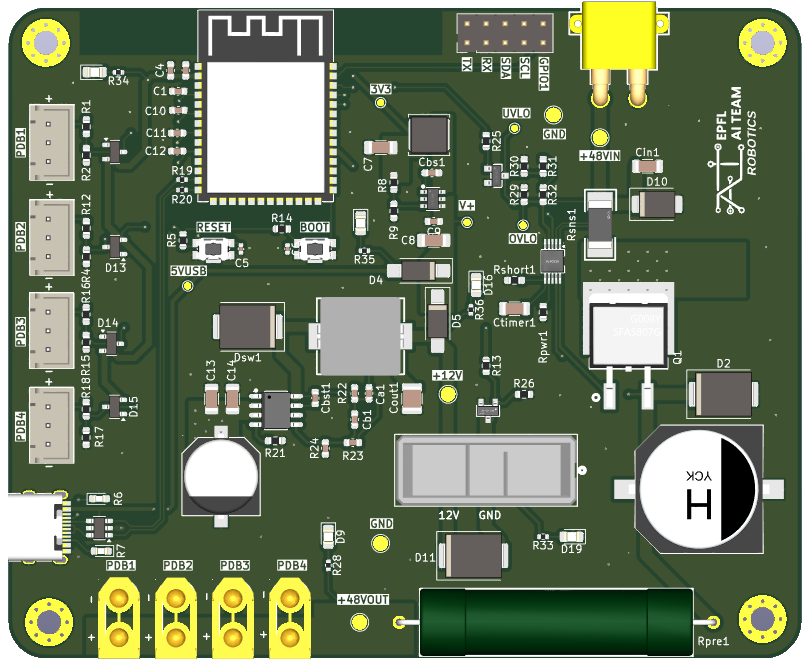 TX
RX
SDA
SCL
GPIO1
EPFL
AI TEAM
ROBOTICS
R34
C4
C1
C10
C11
C12
R19
R20
PDB1
+
-
R1
R2
3V3
UVLO
GND
+48VIN
C7
Cbs1
R25
R30
R31
R29
R32
Cin1
D10
Rsns1
R8
R9
C6
C8
V+
OVLO
PDB2
+
-
R12
R4
D13
R5
RESET
C5
R14
BOOT
R35
5VUSB
D4
D5
D16
R36
Rshort1
Ctimer1
Rpwr1
Q1
PDB3
+
-
R16
R15
D14
Dsw1
C13
C14
Cbst1
R22
Cb1
Ca1
Cout1
+12V
R13
R26
D2
PDB4
+
-
R18
R17
D15
R21
R24
R23
H
YCK
12V
GND
R6
R7
D9
R28
GND
D11
R33
D19
PDB1
PDB2
PDB3
PDB4
-
+
+48VOUT
Rpre1